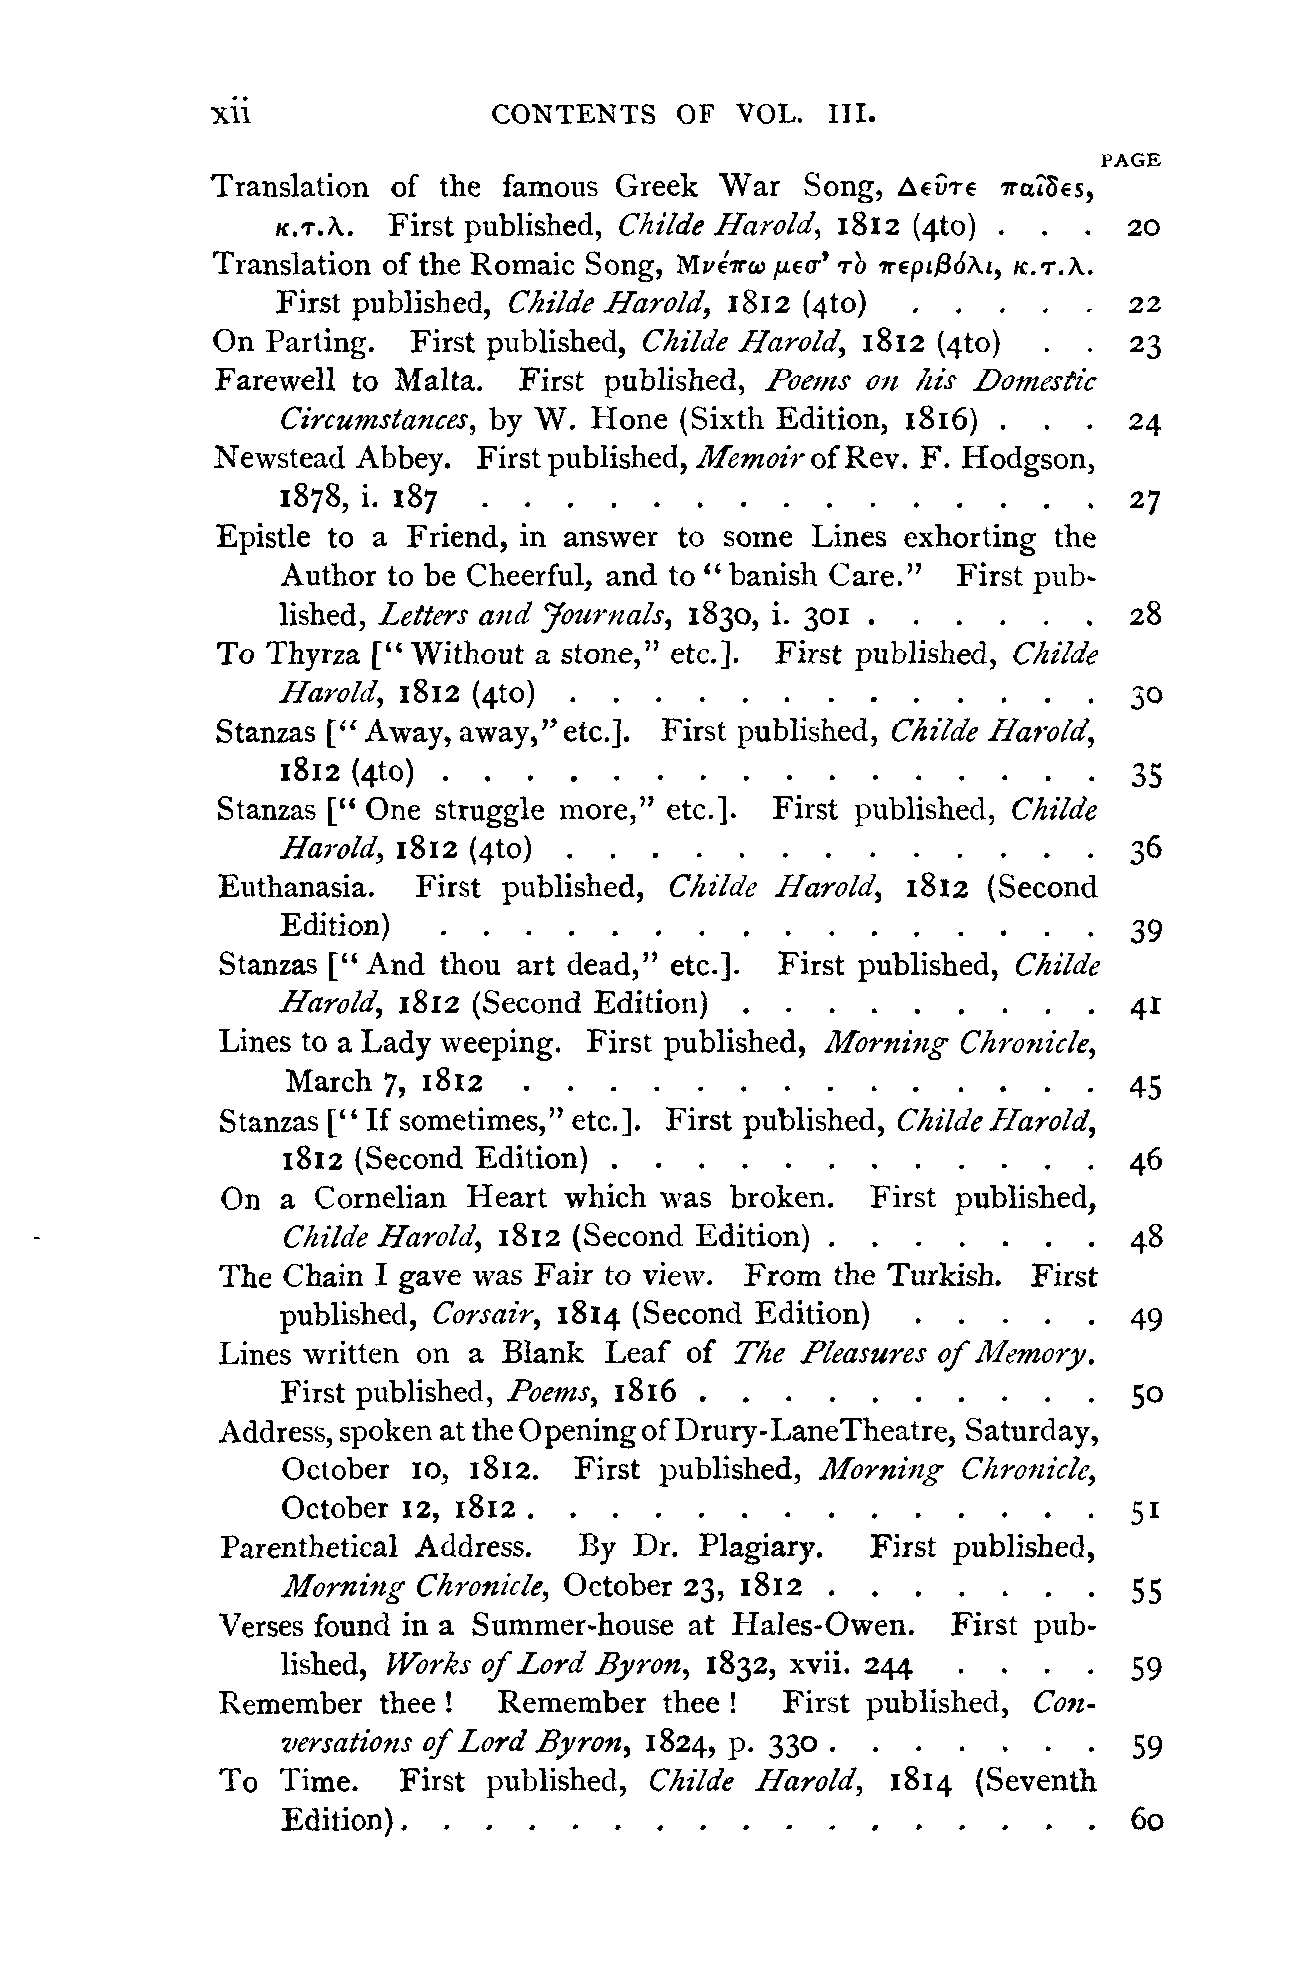 xii CONTENTS OF VOL. III.
PAGE
Translation of the famous Greek War Song, Δεῦτε παῖδες,
κ.τ.λ. First published, Childe Harold, 1812 (4to) . . . 20
Translation of the Romaic Song, Μνέπω μεσ' τὸ περιβόλι, κ.τ.λ.
First published, Childe Harold, 1812 (4to) . . . . . 22
On Parting. First published, Childe Harold, 1812 (4to) . . 23
Farewell to Malta. First published, Poems on his Domestic
Circumstances, by W. Hone (Sixth Edition, 1816) . . . 24
Newstead Abbey. First published, Memoir of Rev. F. Hodgson,
1878, i. 187 . . . . . . . . . . . . . . . 27
Epistle to a Friend, in answer to some Lines exhorting the
Author to be Cheerful, and to "banish Care." First pub-
lished, Letters and Journals, 1830, i. 301 . . . . . . 28
To Thyrza ["Without a stone," etc.]. First published, Childe
Harold, 1812 (4to) . . . . . . . . . . . . . 30
Stanzas ["Away, away," etc.]. First published, Childe Harold,
1812 (4to) . . . . . . . . . . . . . . . . 35
Stanzas ["One struggle more," etc.]. First published, Childe
Harold, 1812 (4to) . . . . . . . . . . . . . 36
Euthanasia. First published, Childe Harold, 1812 (Second
Edition) . . . . . . . . . . . . . . . . 39
Stanzas ["And thou art dead," etc.]. First published, Childe
Harold, 1812 (Second Edition) . . . . . . . . . 41
Lines to a Lady weeping. First published, Morning Chronicle,
March 7, 1812 . . . . . . . . . . . . . . 45
Stanzas ["If sometimes," etc.]. First published, Childe Harold,
1812 (Second Edition) . . . . . . . . . . . . 46
On a Cornelian Heart which was broken. First published,
Childe Harold, 1812 (Second Edition) . . . . . . . 48
The Chain I gave was Fair to view. From the Turkish. First
published, Corsair, 1814 (Second Edition) . . . . . 49
Lines written on a Blank Leaf of The Pleasures of Memory.
First published, Poems, 1816 . . . . . . . . . . 50
Address, spoken at the Opening of Drury-Lane Theatre, Saturday,
October 10, 1812. First published, Morning Chronicle,
October 12, 1812 . . . . . . . . . . . . . . 51
Parenthetical Address. By Dr. Plagiary. First published,
Morning Chronicle, October 23, 1812 . . . . . . . 55
Verses found in a Summer-house at Hales-Owen. First pub-
lished, Works of Lord Byron, 1832, xvii. 244 . . . . 59
Remember thee! Remember thee! First published, Con-
versations of Lord Byron, 1824, p. 330 . . . . . . . 59
To Time. First published, Childe Harold, 1814 (Seventh
Edition) . . . . . . . . . . . . . . . . . 60